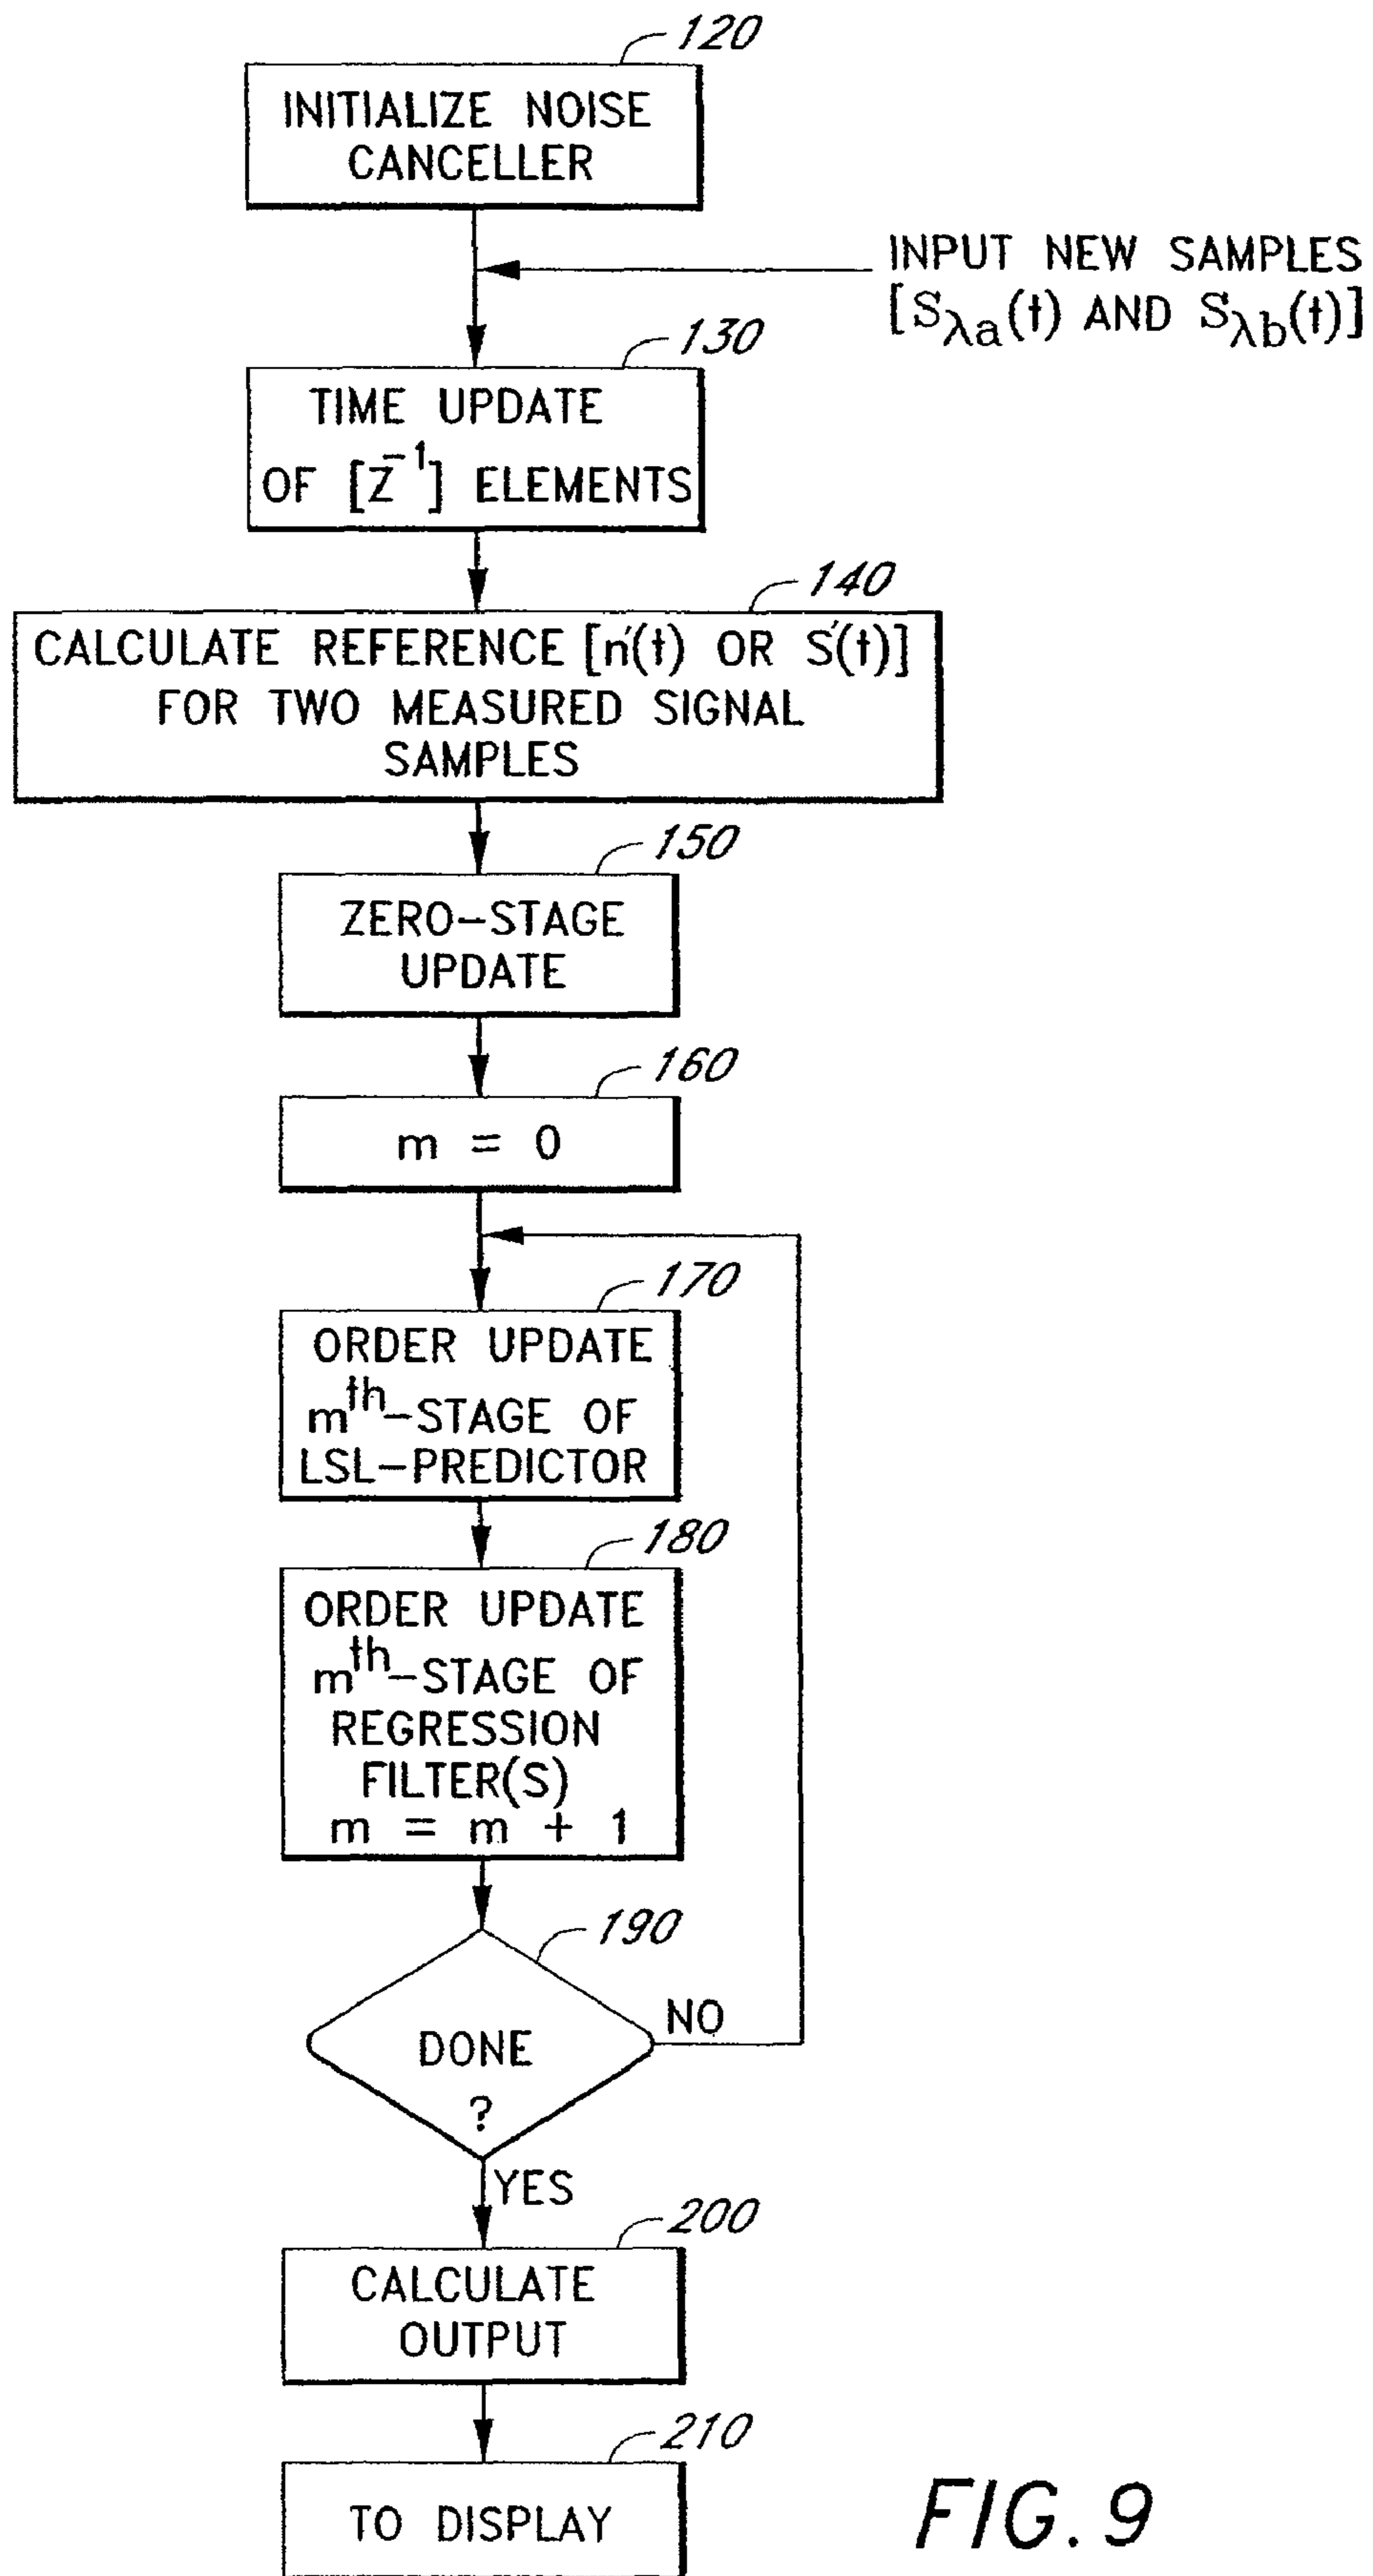 120
INITIALIZE NOISE
CANCELLER
INPUT NEW SAMPLES
[Sλa(t) AND Sλb(t)]
130
TIME UPDATE
OF [Z⁻¹] ELEMENTS
140
CALCULATE REFERENCE [n'(t) OR S'(t)]
FOR TWO MEASURED SIGNAL
SAMPLES
150
ZERO-STAGE
UPDATE
160
m = 0
170
ORDER UPDATE
mᵗʰ-STAGE OF
LSL-PREDICTOR
180
ORDER UPDATE
mᵗʰ-STAGE OF
REGRESSION
FILTER(S)
m = m + 1
190
DONE
?
NO
YES
200
CALCULATE
OUTPUT
210
TO DISPLAY
FIG. 9